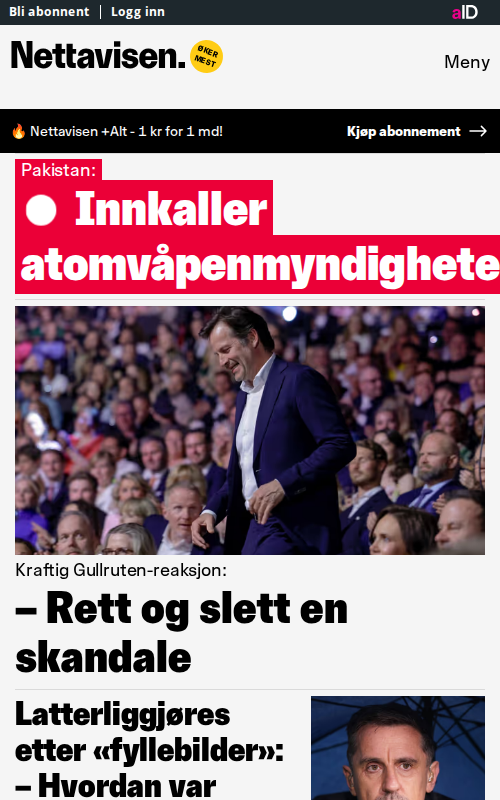 Bli abonnent
Logg inn
aID
Nettavisen.
ØKER
MEST
Meny
🔥 Nettavisen +Alt - 1 kr for 1 md!
Kjøp abonnement →
Pakistan:
Innkaller
atomvåpenmyndighete
Kraftig Gullruten-reaksjon:
– Rett og slett en
skandale
Latterliggjøres
etter «fyllebilder»:
– Hvordan var